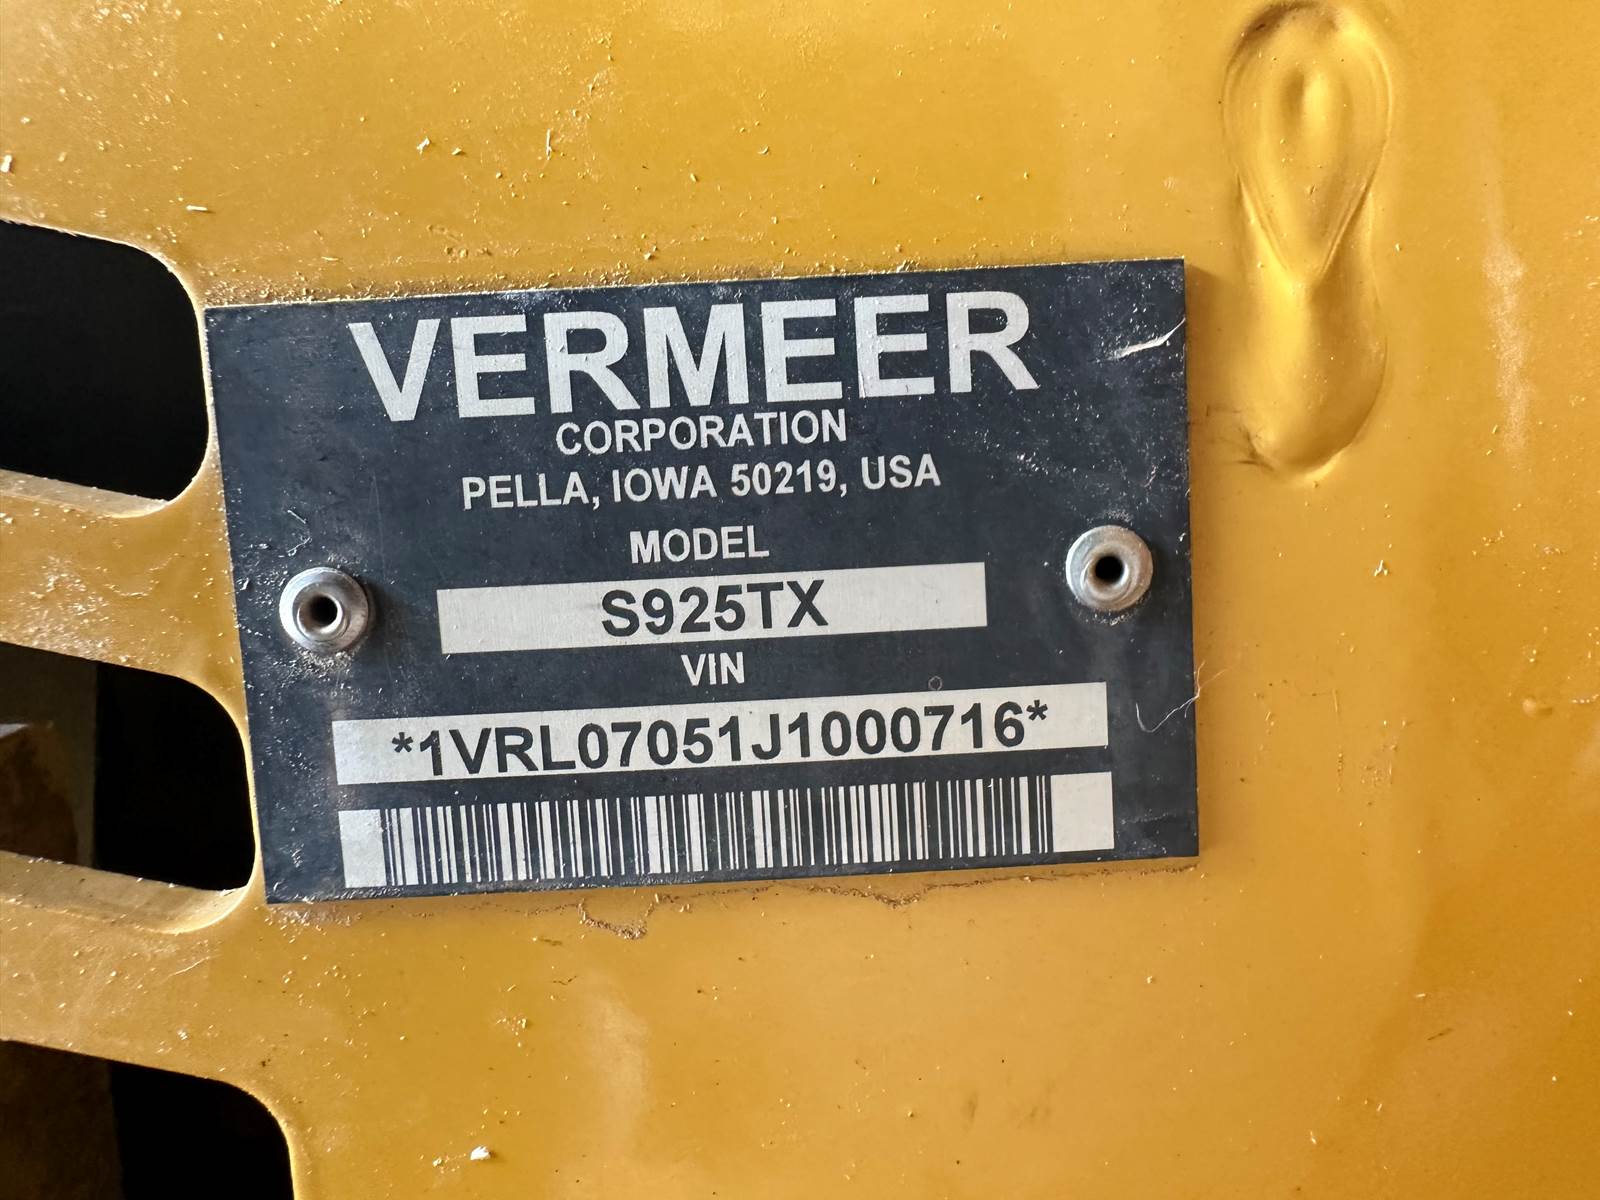 VERMEER
CORPORATION
PELLA, IOWA 50219, USA
MODEL
S925TX
VIN
*1VRL07051J1000716*